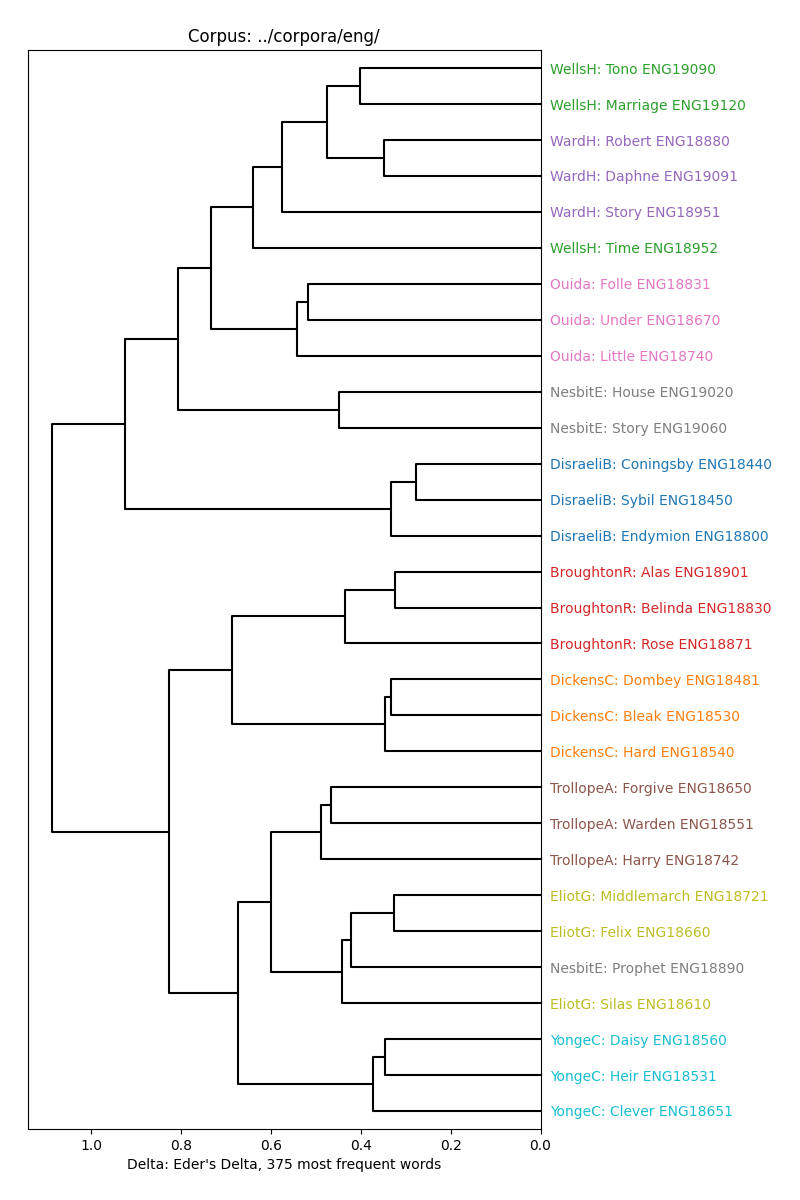 Corpus: ../corpora/eng/
WellsH: Tono ENG19090
WellsH: Marriage ENG19120
WardH: Robert ENG18880
WardH: Daphne ENG19091
WardH: Story ENG18951
WellsH: Time ENG18952
Ouida: Folle ENG18831
Ouida: Under ENG18670
Ouida: Little ENG18740
NesbitE: House ENG19020
NesbitE: Story ENG19060
DisraeliB: Coningsby ENG18440
DisraeliB: Sybil ENG18450
DisraeliB: Endymion ENG18800
BroughtonR: Alas ENG18901
BroughtonR: Belinda ENG18830
BroughtonR: Rose ENG18871
DickensC: Dombey ENG18481
DickensC: Bleak ENG18530
DickensC: Hard ENG18540
TrollopeA: Forgive ENG18650
TrollopeA: Warden ENG18551
TrollopeA: Harry ENG18742
EliotG: Middlemarch ENG18721
EliotG: Felix ENG18660
NesbitE: Prophet ENG18890
EliotG: Silas ENG18610
YongeC: Daisy ENG18560
YongeC: Heir ENG18531
YongeC: Clever ENG18651
1.0 0.8 0.6 0.4 0.2 0.0
Delta: Eder's Delta, 375 most frequent words